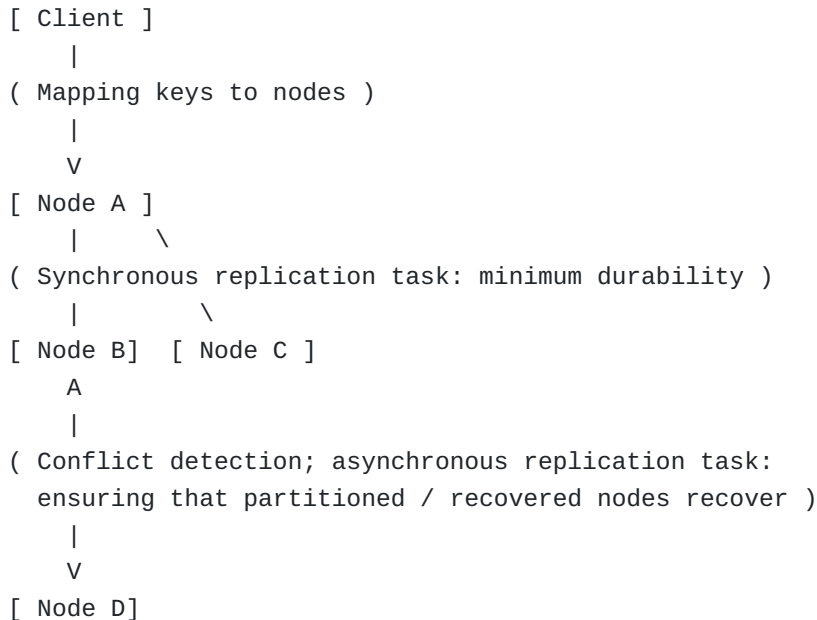 [ Client ]
|
( Mapping keys to nodes )
|
V
[ Node A ]
| \
( Synchronous replication task: minimum durability )
| \
[ Node B] [ Node C ]
A
|
( Conflict detection; asynchronous replication task:
ensuring that partitioned / recovered nodes recover )
|
V
[ Node D]